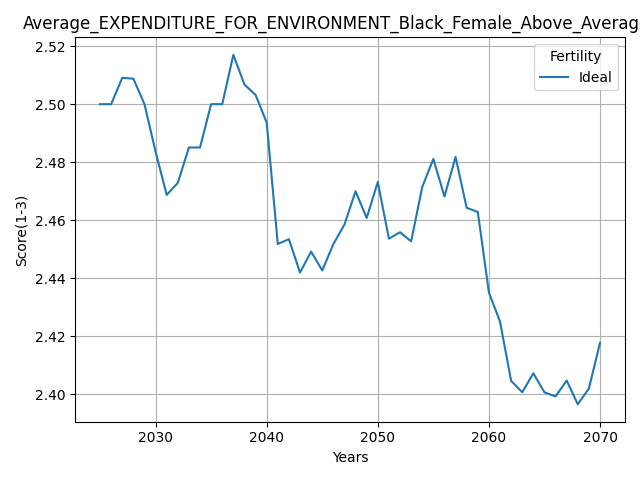 Average_EXPENDITURE_FOR_ENVIRONMENT_Black_Female_Above_Averag
Fertility
Ideal
2.52
2.50
2.48
2.46
2.44
2.42
2.40
Score(1-3)
2030 2040 2050 2060 2070
Years